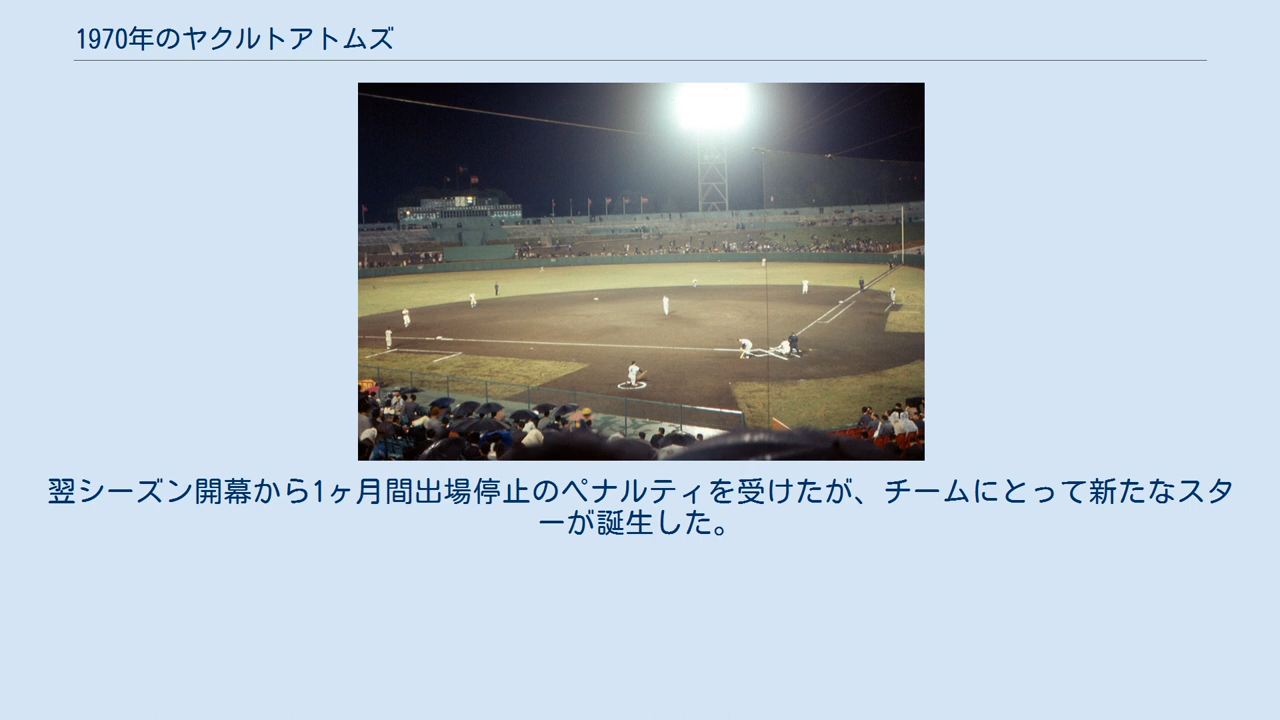 1970年のヤクルトアトムズ
翌シーズン開幕から1ヶ月間出場停止のペナルティを受けたが、チームにとって新たなスタ
ーが誕生した。